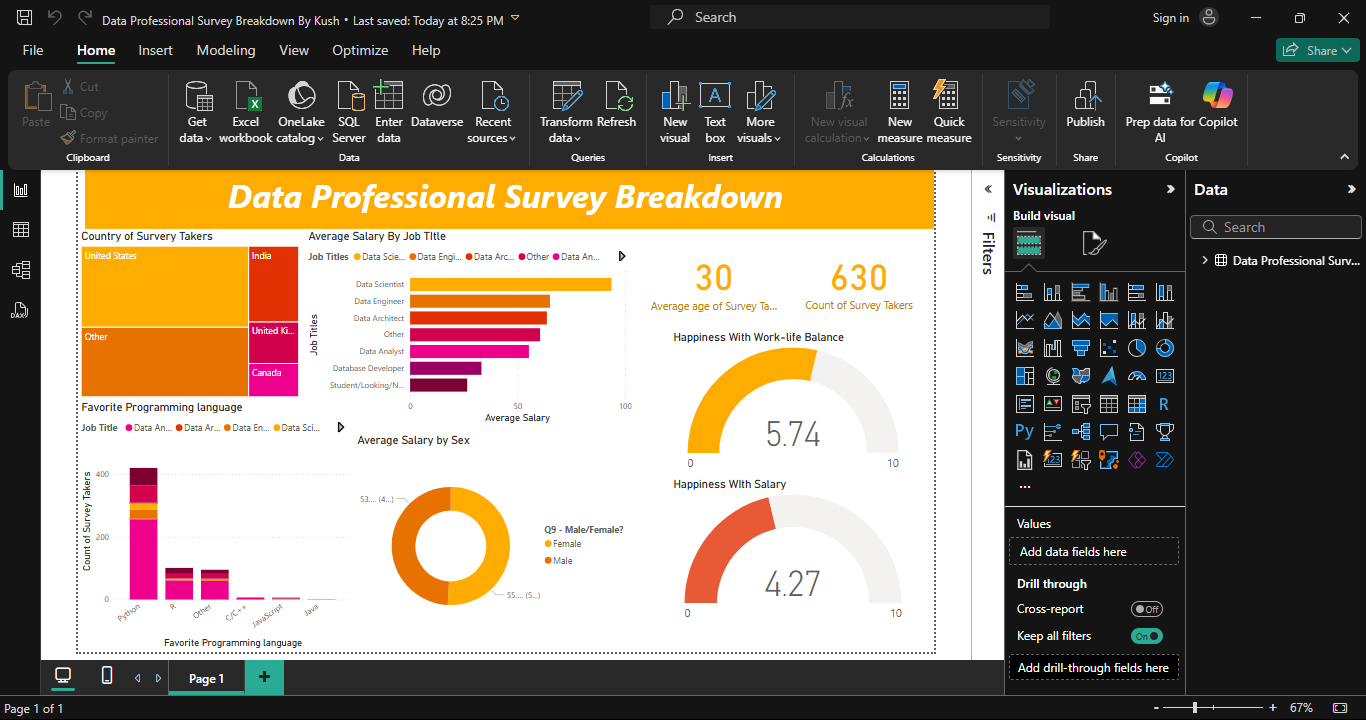 Data Professional Survey Breakdown By Kush • Last saved: Today at 8:25 PM
Search
Sign in
File Home Insert Modeling View Optimize Help
Share
Paste
Cut
Copy
Format painter
Clipboard
Get data
Excel workbook
OneLake catalog
SQL Server
Enter data
Dataverse
Recent sources
Data
Transform data
Refresh
Queries
New visual
Text box
More visuals
Insert
New visual calculation
New measure
Quick measure
Calculations
Sensitivity
Sensitivity
Publish
Share
Prep data for AI
Copilot
Copilot
Data Professional Survey Breakdown
Country of Survery Takers
United States
India
Other
United Ki...
Canada
Average Salary By Job TItle
Job Titles Data Scie... Data Engi... Data Arc... Other Data An...
Job Titles
Data Scientist
Data Engineer
Data Architect
Other
Data Analyst
Database Developer
Student/Looking/N...
0 50 100
Average Salary
30
Average age of Survey Ta...
630
Count of Survey Takers
Happiness With Work-life Balance
5.74
0 10
Favorite Programming language
Job Title Data An... Data Ar... Data En... Data Sci...
Count of Survey Takers
400
200
0
Python R Other C/C++ JavaScript Java
Favorite Programming language
Average Salary by Sex
53.... (4...)
55.... (5...)
Q9 - Male/Female?
Female
Male
Happiness WIth Salary
4.27
0 10
Filters
Visualizations
Build visual
123
R
Py
123
...
Values
Add data fields here
Drill through
Cross-report Off
Keep all filters On
Add drill-through fields here
Data
Search
Data Professional Surv...
DAX
Page 1
+
Page 1 of 1
- + 67%